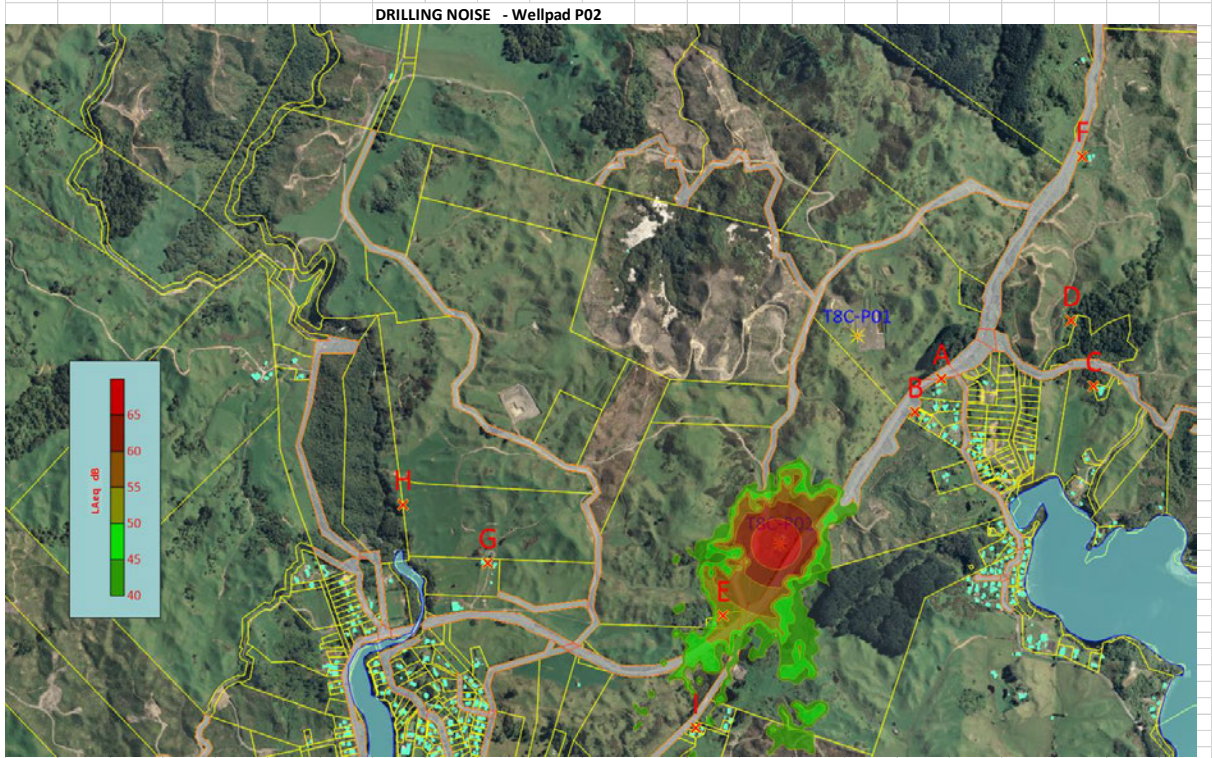 DRILLING NOISE - Wellpad P02
F
D
T8C-P01
A
C
B
65
60
55
50
45
40
LAeq dB
H
T8C-P02
G
E
I